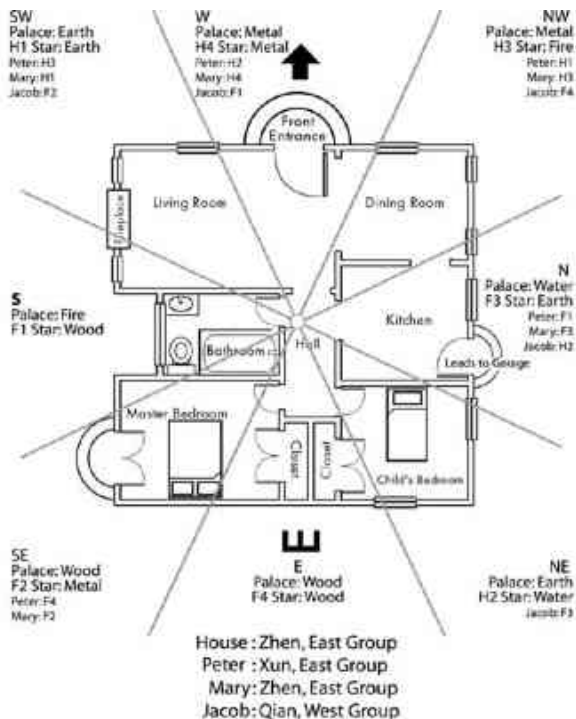 SW
Palace: Earth
H1 Star: Earth
Peter: H3
Mary: H1
Jacob: F2
W
Palace: Metal
H4 Star: Metal
Peter: H2
Mary: H4
Jacob: F1
NW
Palace: Metal
H3 Star: Fire
Peter: H1
Mary: H3
Jacob: F4
Front
Entrance
Living Room
Dining Room
Fireplace
S
Palace: Fire
F1 Star: Wood
N
Palace: Water
F3 Star: Earth
Peter: F1
Mary: F3
Jacob: H2
Kitchen
Hall
Bathroom
Leads to Garage
Master Bedroom
Closet
Closet
Child's Bedroom
SE
Palace: Wood
F2 Star: Metal
Peter: F4
Mary: F2
E
E
Palace: Wood
F4 Star: Wood
NE
Palace: Earth
H2 Star: Water
Jacob: F3
House: Zhen, East Group
Peter: Xun, East Group
Mary: Zhen, East Group
Jacob: Qian, West Group